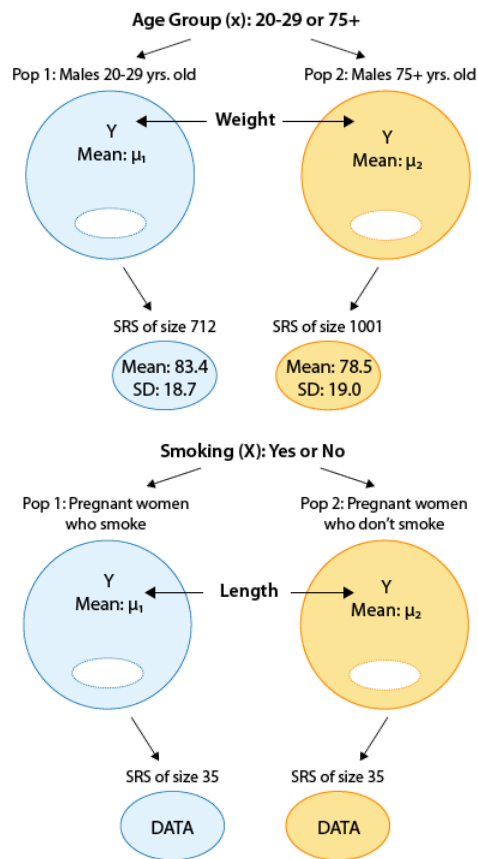 Age Group (x): 20-29 or 75+
Pop 1: Males 20-29 yrs. old
Pop 2: Males 75+ yrs. old
Weight
Y
Mean: μ₁
Y
Mean: μ₂
SRS of size 712
SRS of size 1001
Mean: 83.4
SD: 18.7
Mean: 78.5
SD: 19.0
Smoking (X): Yes or No
Pop 1: Pregnant women
who smoke
Pop 2: Pregnant women
who don't smoke
Length
Y
Mean: μ₁
Y
Mean: μ₂
SRS of size 35
SRS of size 35
DATA
DATA